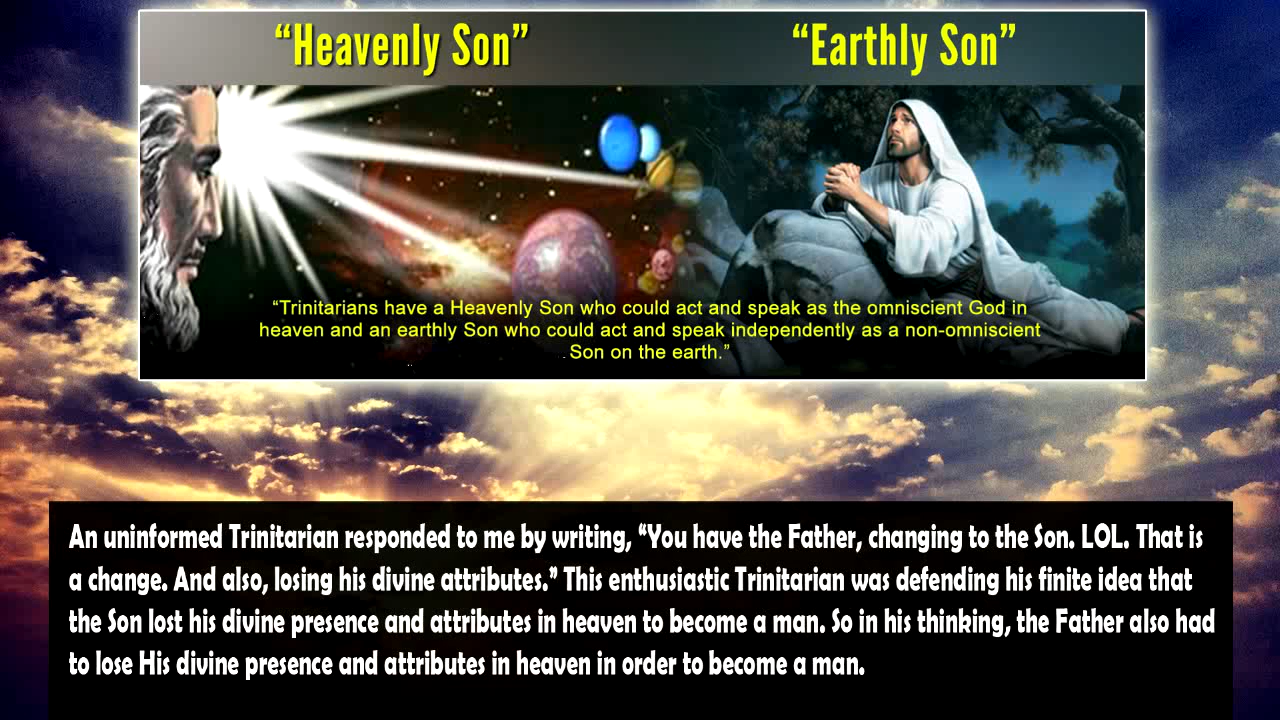 “Heavenly Son” “Earthly Son”
“Trinitarians have a Heavenly Son who could act and speak as the omniscient God in
heaven and an earthly Son who could act and speak independently as a non-omniscient
Son on the earth.”
An uninformed Trinitarian responded to me by writing, “You have the Father, changing to the Son. LOL. That is
a change. And also, losing his divine attributes.” This enthusiastic Trinitarian was defending his finite idea that
the Son lost his divine presence and attributes in heaven to become a man. So in his thinking, the Father also had
to lose His divine presence and attributes in heaven in order to become a man.